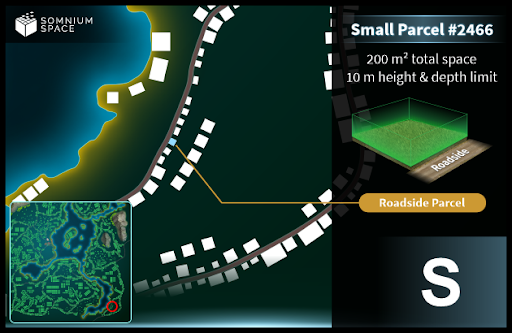 SOMNIUM
SPACE
Small Parcel #2466
200 m² total space
10 m height & depth limit
Roadside
Roadside Parcel
S